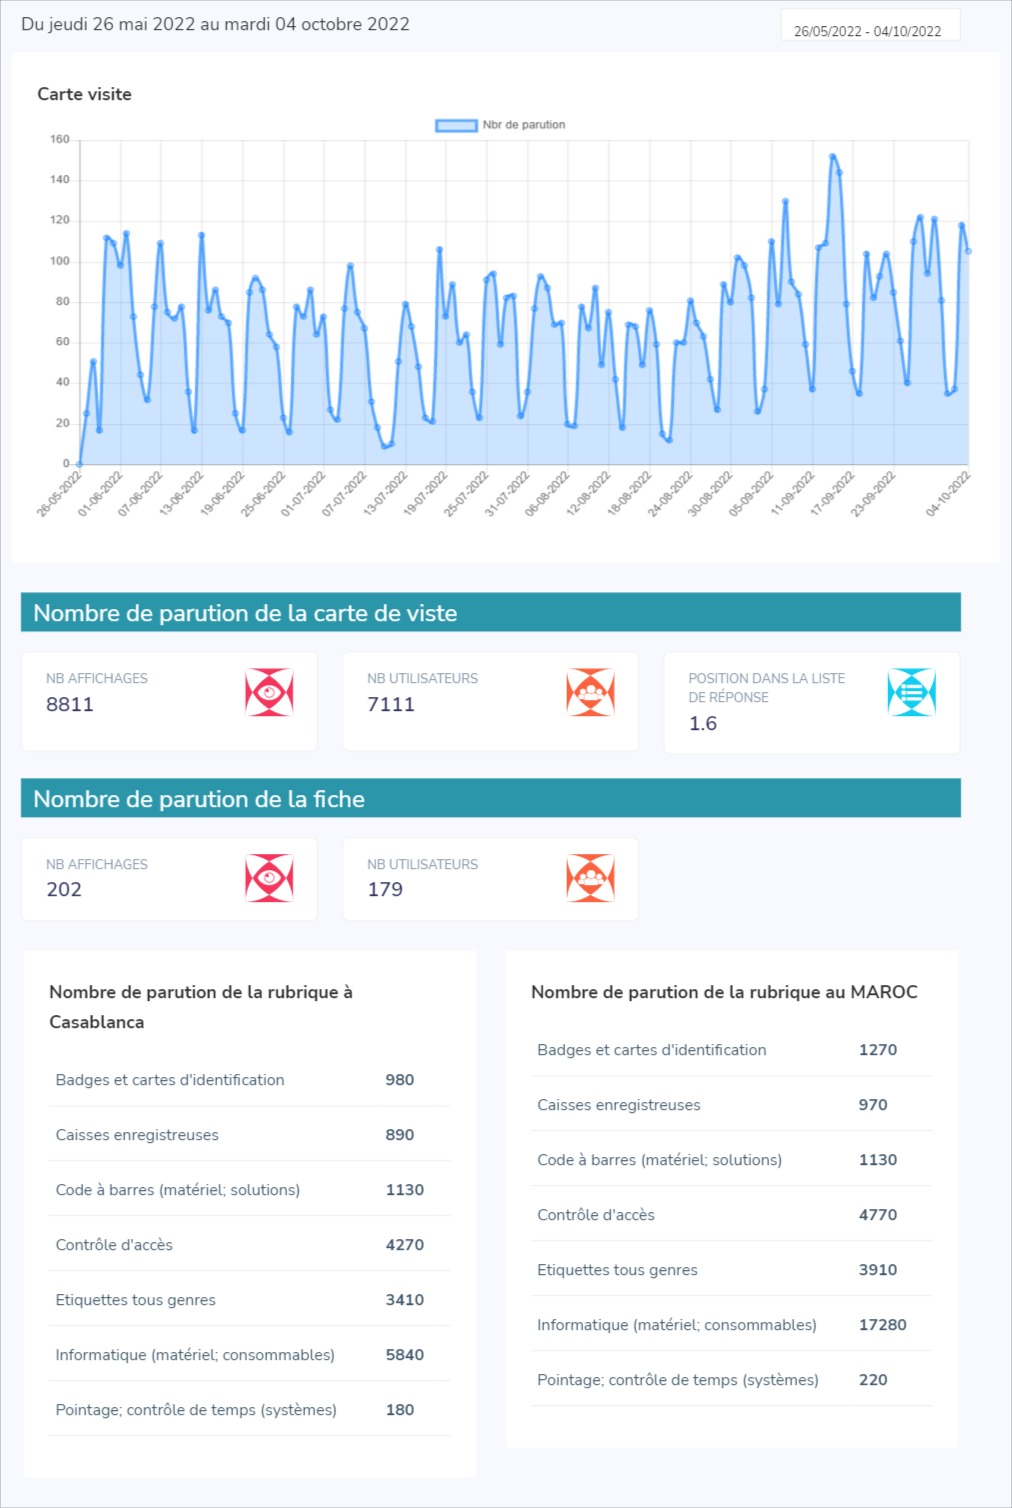 Du jeudi 26 mai 2022 au mardi 04 octobre 2022
26/05/2022 - 04/10/2022
Carte visite
Nbr de parution
160
140
120
100
80
60
40
20
0
26-05-2022
01-06-2022
07-06-2022
13-06-2022
19-06-2022
25-06-2022
01-07-2022
07-07-2022
13-07-2022
19-07-2022
25-07-2022
31-07-2022
06-08-2022
12-08-2022
18-08-2022
24-08-2022
30-08-2022
05-09-2022
11-09-2022
17-09-2022
23-09-2022
04-10-2022
Nombre de parution de la carte de viste
NB AFFICHAGES
8811
NB UTILISATEURS
7111
POSITION DANS LA LISTE
DE RÉPONSE
1.6
Nombre de parution de la fiche
NB AFFICHAGES
202
NB UTILISATEURS
179
Nombre de parution de la rubrique à
Casablanca
Badges et cartes d'identification 980
Caisses enregistreuses 890
Code à barres (matériel; solutions) 1130
Contrôle d'accès 4270
Etiquettes tous genres 3410
Informatique (matériel; consommables) 5840
Pointage; contrôle de temps (systèmes) 180
Nombre de parution de la rubrique au MAROC
Badges et cartes d'identification 1270
Caisses enregistreuses 970
Code à barres (matériel; solutions) 1130
Contrôle d'accès 4770
Etiquettes tous genres 3910
Informatique (matériel; consommables) 17280
Pointage; contrôle de temps (systèmes) 220